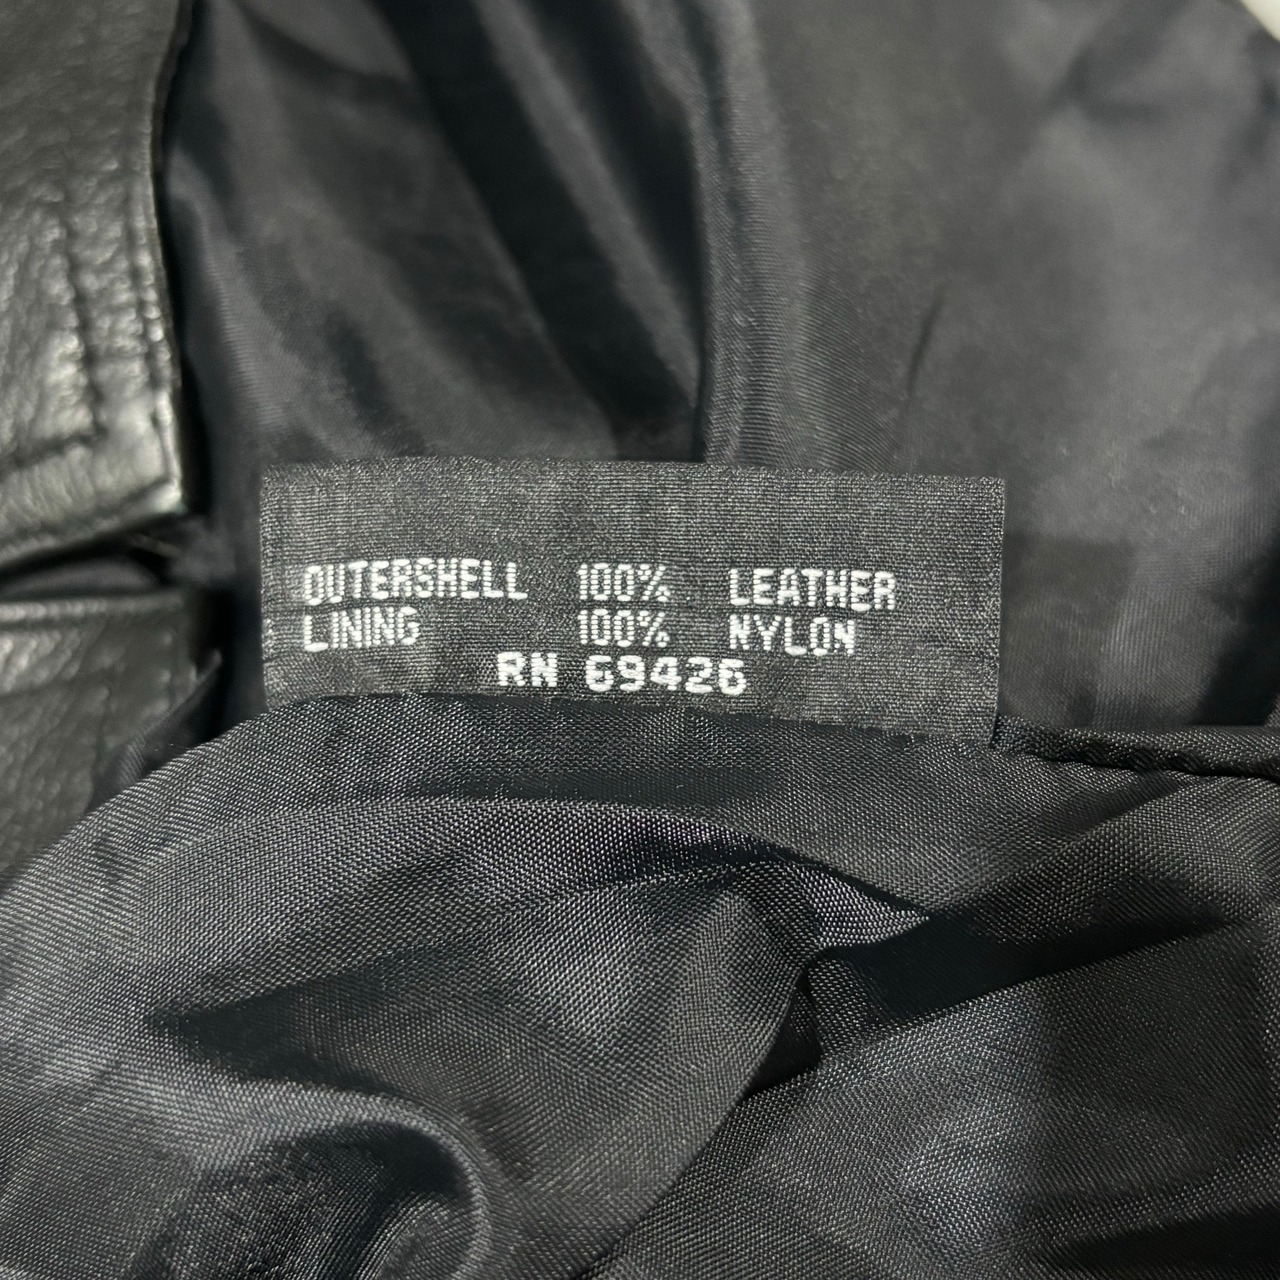 OUTERSHELL 100% LEATHER
LINING 100% NYLON
RN 69426